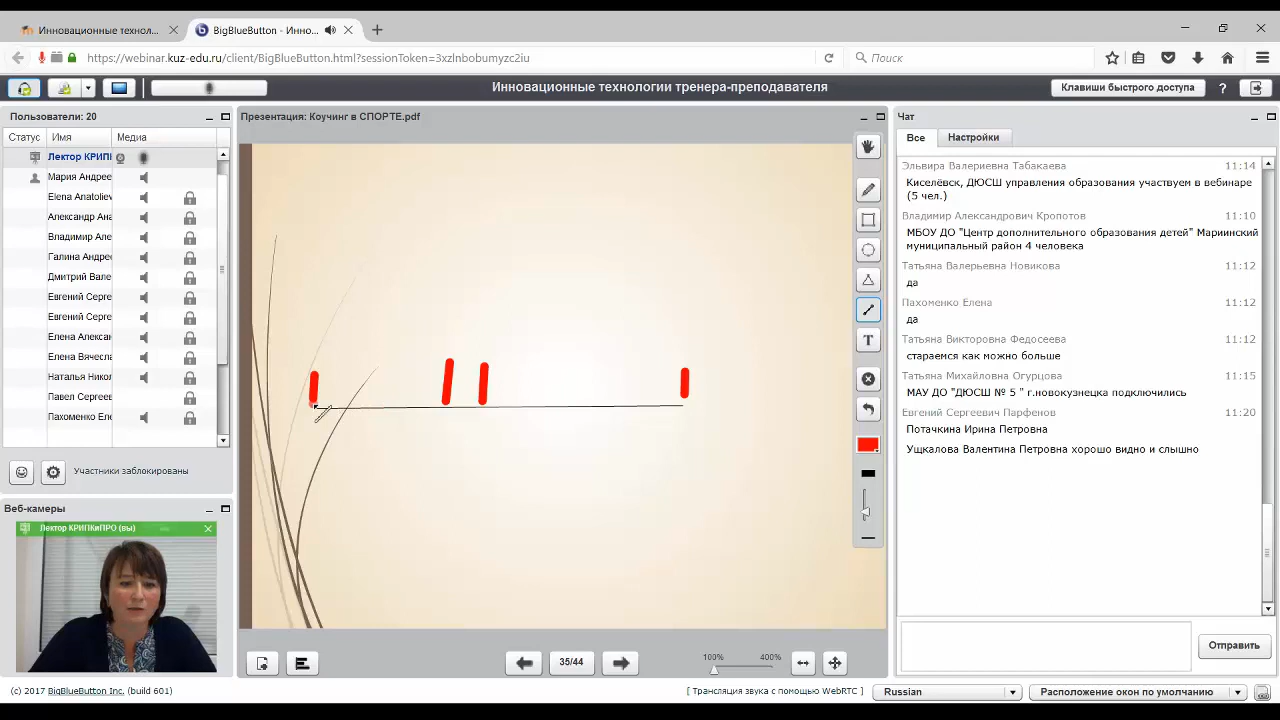 Инновационные технол...
BigBlueButton - Инно...
https://webinar.kuz-edu.ru/client/BigBlueButton.html?sessionToken=3xzlnbobumyzc2iu
Поиск
Инновационные технологии тренера-преподавателя
Клавиши быстрого доступа
?
Пользователи: 20
Статус
Имя
Медиа
Лектор КРИПК
Мария Андрее
Elena Anatoliev
Александр Ана
Владимир Але
Галина Андрее
Дмитрий Вале
Евгений Серге
Евгений Серге
Елена Алексан
Елена Вячесла
Наталья Никол
Павел Сергеев
Пахоменко Еле
Участники заблокированы
Веб-камеры
Лектор КРИПКиПРО (вы)
Презентация: Коучинг в СПОРТЕ.pdf
T
35/44
100%
400%
Чат
Все
Настройки
Эльвира Валериевна Табакаева 11:14
Киселёвск, ДЮСШ управления образования участвуем в вебинаре
(5 чел.)
Владимир Александрович Кропотов 11:10
МБОУ ДО "Центр дополнительного образования детей" Мариинский
муниципальный район 4 человека
Татьяна Валерьевна Новикова 11:12
да
Пахоменко Елена 11:12
да
Татьяна Викторовна Федосеева 11:14
стараемся как можно больше
Татьяна Михайловна Огурцова 11:15
МАУ ДО "ДЮСШ № 5 " г.новокузнецка подключились
Евгений Сергеевич Парфенов 11:20
Потачкина Ирина Петровна
Ущкалова Валентина Петровна хорошо видно и слышно
Отправить
(c) 2017 BigBlueButton Inc. (build 601)
[ Трансляция звука с помощью WebRTC ]
Russian
Расположение окон по умолчанию